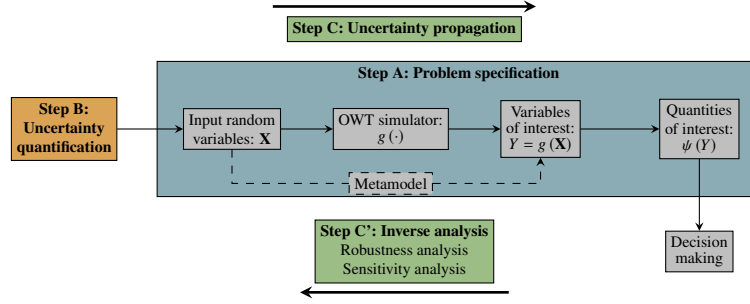 Step C: Uncertainty propagation
Step A: Problem specification
Step B:
Uncertainty
quantification
Input random
variables: X
OWT simulator:
g (·)
Variables
of interest:
Y = g (X)
Quantities
of interest:
ψ (Y)
Metamodel
Step C’: Inverse analysis
Robustness analysis
Sensitivity analysis
Decision
making